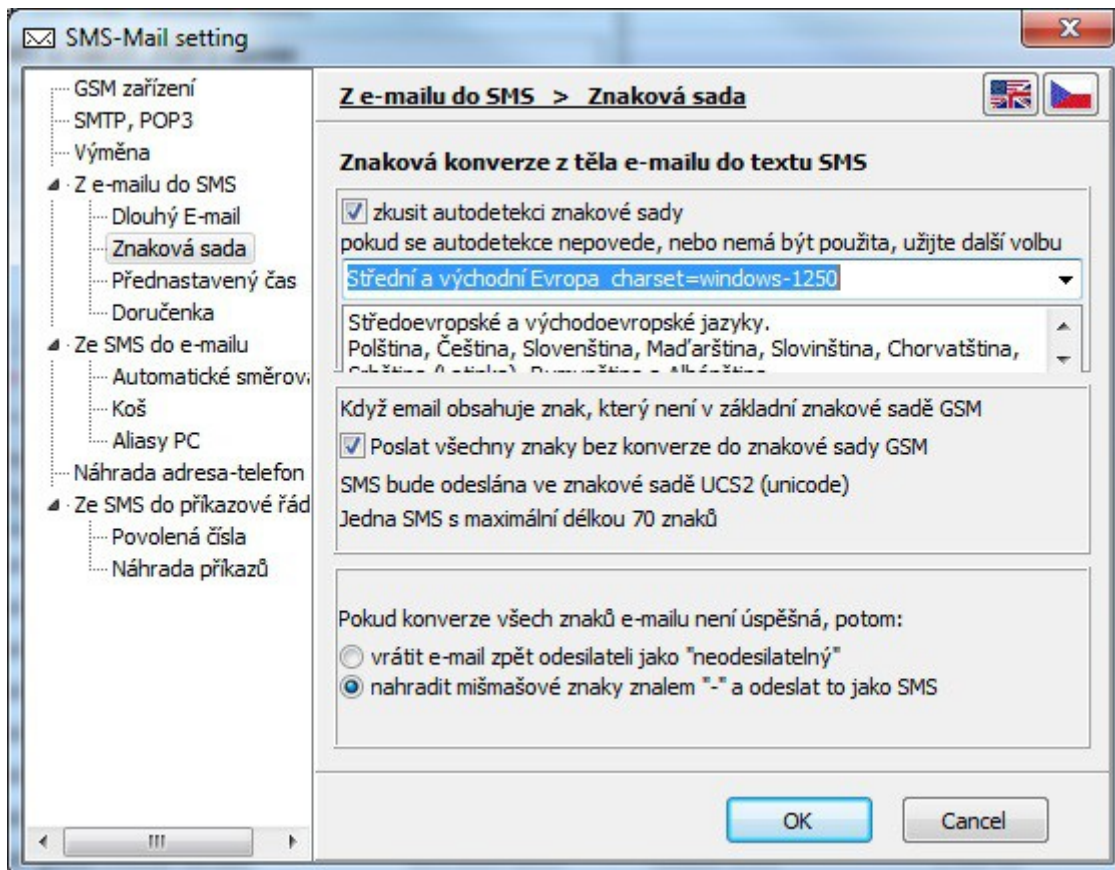 SMS-Mail setting
GSM zařízení
SMTP, POP3
Výměna
Z e-mailu do SMS
Dlouhý E-mail
Znaková sada
Přednastavený čas
Doručenka
Ze SMS do e-mailu
Automatické směrov
Koš
Aliasy PC
Náhrada adresa-telefon
Ze SMS do příkazové řád
Povolená čísla
Náhrada příkazů
Z e-mailu do SMS > Znaková sada
Znaková konverze z těla e-mailu do textu SMS
zkusit autodetekci znakové sady
pokud se autodetekce nepovede, nebo nemá být použita, užijte další volbu
Střední a východní Evropa charset=windows-1250
Středoevropské a východoevropské jazyky.
Polština, Čeština, Slovenština, Maďarština, Slovinština, Chorvatština,
Když email obsahuje znak, který není v základní znakové sadě GSM
Poslat všechny znaky bez konverze do znakové sady GSM
SMS bude odeslána ve znakové sadě UCS2 (unicode)
Jedna SMS s maximální délkou 70 znaků
Pokud konverze všech znaků e-mailu není úspěšná, potom:
vrátit e-mail zpět odesilateli jako "neodesilatelný"
nahradit mišmašové znaky znalem "-" a odeslat to jako SMS
OK
Cancel